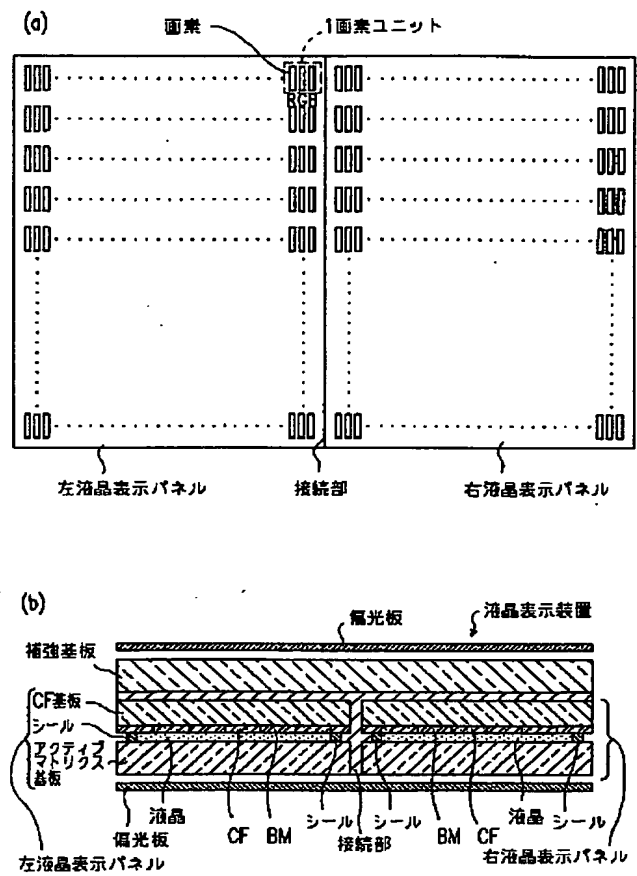 (a)
画素
1画素ユニット
RGB
左液晶表示パネル
接続部
右液晶表示パネル
(b)
偏光板
液晶表示装置
補強基板
CF基板
シール
アクティブ
マトリクス
基板
液晶
シール
シール
液晶
シール
偏光板
CF
BM
接続部
BM
CF
左液晶表示パネル
右液晶表示パネル